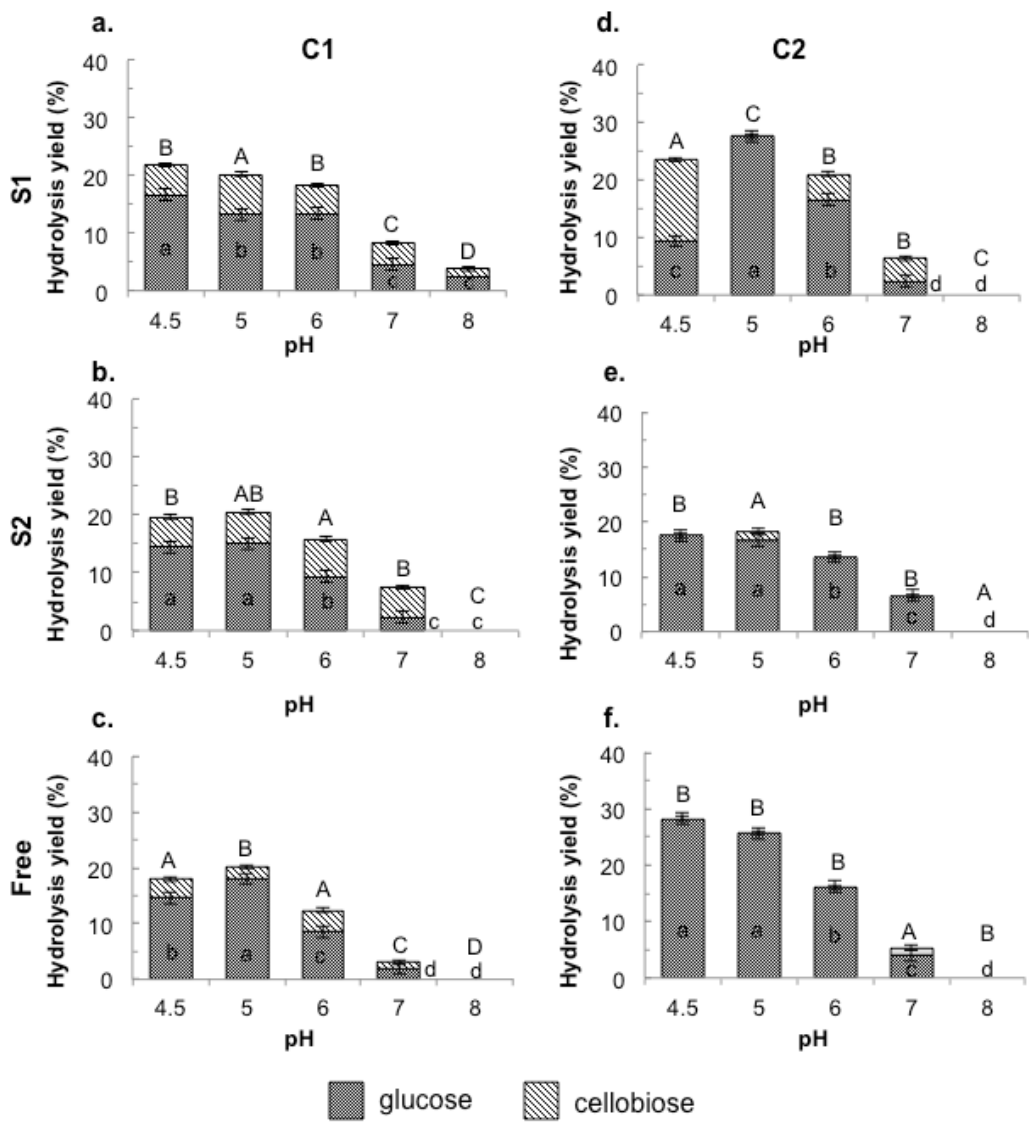 a.
C1
Hydrolysis yield (%)
S1
40
30
20
10
0
B
A
B
C
D
a
b
b
c
c
4.5 5 6 7 8
pH
d.
C2
Hydrolysis yield (%)
40
30
20
10
0
A
C
B
B
C
c
a
b
d
d
4.5 5 6 7 8
pH
b.
Hydrolysis yield (%)
S2
40
30
20
10
0
B
AB
A
B
C
a
a
b
c
c
4.5 5 6 7 8
pH
e.
Hydrolysis yield (%)
40
30
20
10
0
B
A
B
B
A
a
a
b
c
d
4.5 5 6 7 8
pH
c.
Hydrolysis yield (%)
Free
40
30
20
10
0
A
B
A
C
D
b
a
c
d
d
4.5 5 6 7 8
pH
f.
Hydrolysis yield (%)
40
30
20
10
0
B
B
B
A
B
a
a
b
c
d
4.5 5 6 7 8
pH
glucose
cellobiose